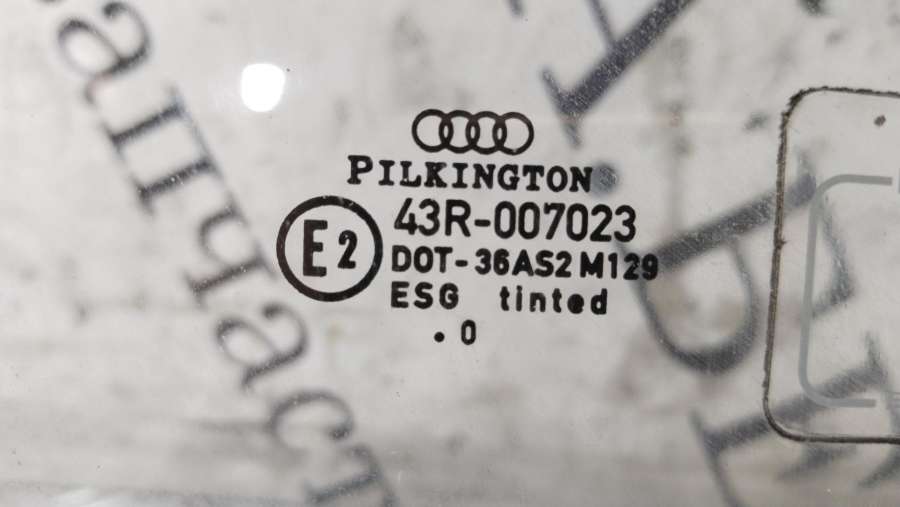 PILKINGTON
E2
43R-007023
DOT-36AS2 M129
ESG tinted
.0